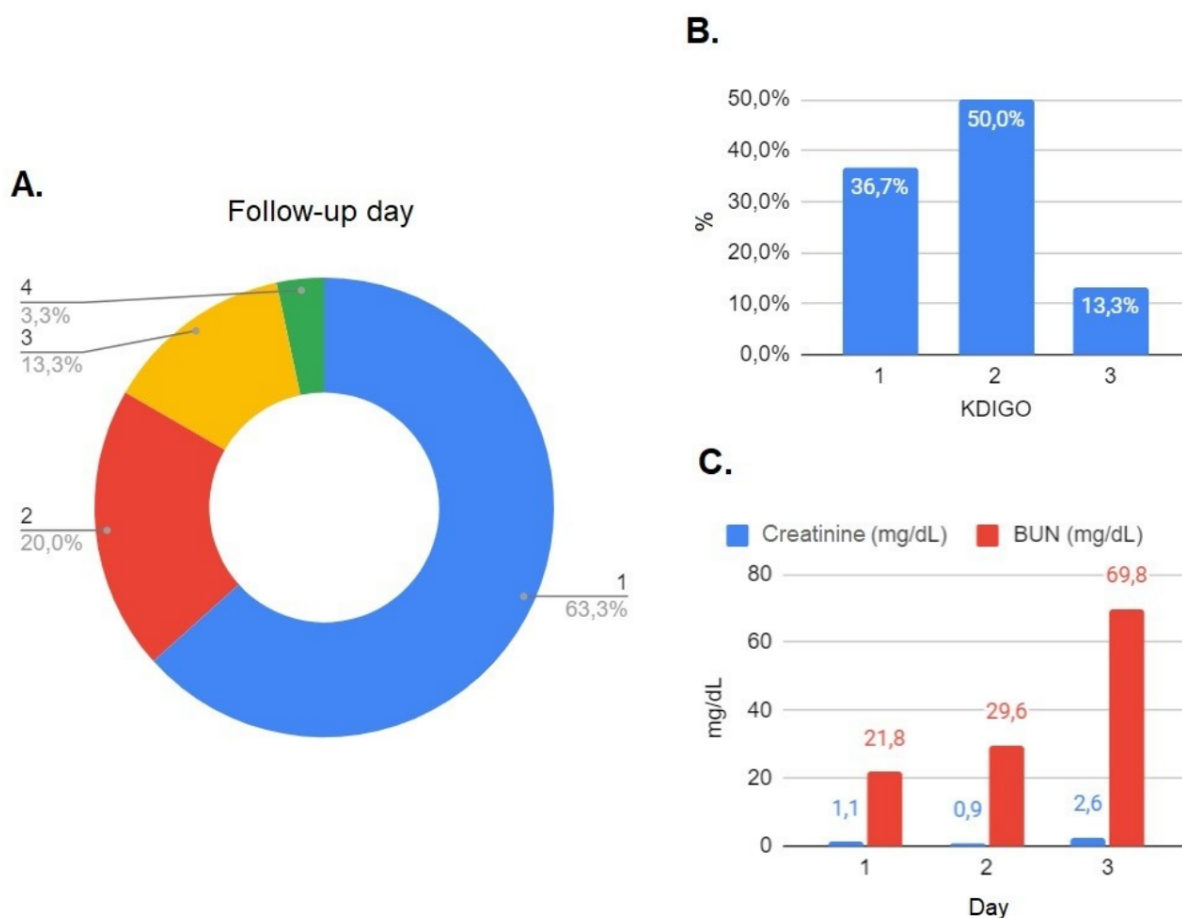 A.
Follow-up day
4
3,3%
3
13,3%
2
20,0%
1
63,3%
B.
50,0%
40,0%
30,0%
20,0%
10,0%
0,0%
%
36,7%
50,0%
13,3%
1 2 3
KDIGO
C.
Creatinine (mg/dL) BUN (mg/dL)
80
60
40
20
0
mg/dL
1,1 21,8
0,9 29,6
2,6 69,8
1 2 3
Day